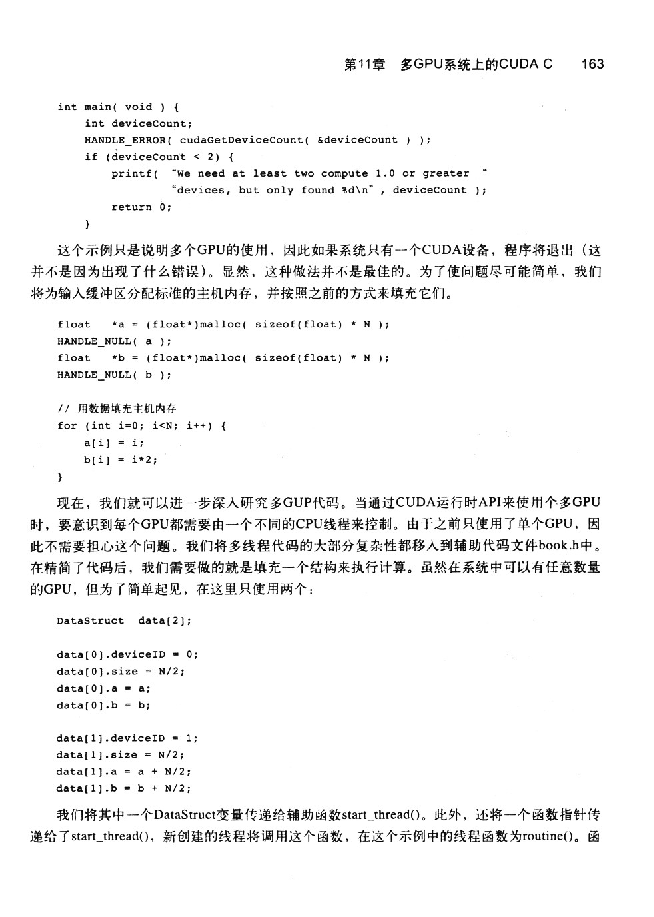 第11章 多GPU系统上的CUDA C 163
int main( void ) {
int deviceCount;
HANDLE_ERROR( cudaGetDeviceCount( &deviceCount ) );
if (deviceCount < 2) {
printf( "We need at least two compute 1.0 or greater "
"devices, but only found %d\n" , deviceCount );
return 0;
}
这个示例只是说明多个GPU的使用，因此如果系统只有一个CUDA设备，程序将退出（这
并不是因为出现了什么错误）。显然，这种做法并不是最佳的。为了使问题尽可能简单，我们
将为输入缓冲区分配标准的主机内存，并按照之前的方式来填充它们。
float *a = (float*)malloc( sizeof(float) * N );
HANDLE_NULL( a );
float *b = (float*)malloc( sizeof(float) * N );
HANDLE_NULL( b );
// 用数据填充主机内存
for (int i=0; i<N; i++) {
a[i] = i;
b[i] = i*2;
}
现在，我们就可以进一步深入研究多GUP代码。当通过CUDA运行时API来使用个多GPU
时，要意识到每个GPU都需要由一个不同的CPU线程来控制。由于之前只使用了单个GPU，因
此不需要担心这个问题。我们将多线程代码的大部分复杂性都移入到辅助代码文件book.h中。
在精简了代码后，我们需要做的就是填充一个结构来执行计算。虽然在系统中可以有任意数量
的GPU，但为了简单起见，在这里只使用两个：
DataStruct data[2];
data[0].deviceID = 0;
data[0].size = N/2;
data[0].a = a;
data[0].b = b;
data[1].deviceID = 1;
data[1].size = N/2;
data[1].a = a + N/2;
data[1].b = b + N/2;
我们将其中一个DataStruct变量传递给辅助函数start_thread()。此外，还将一个函数指针传
递给了start_thread()，新创建的线程将调用这个函数，在这个示例中的线程函数为routine()。函